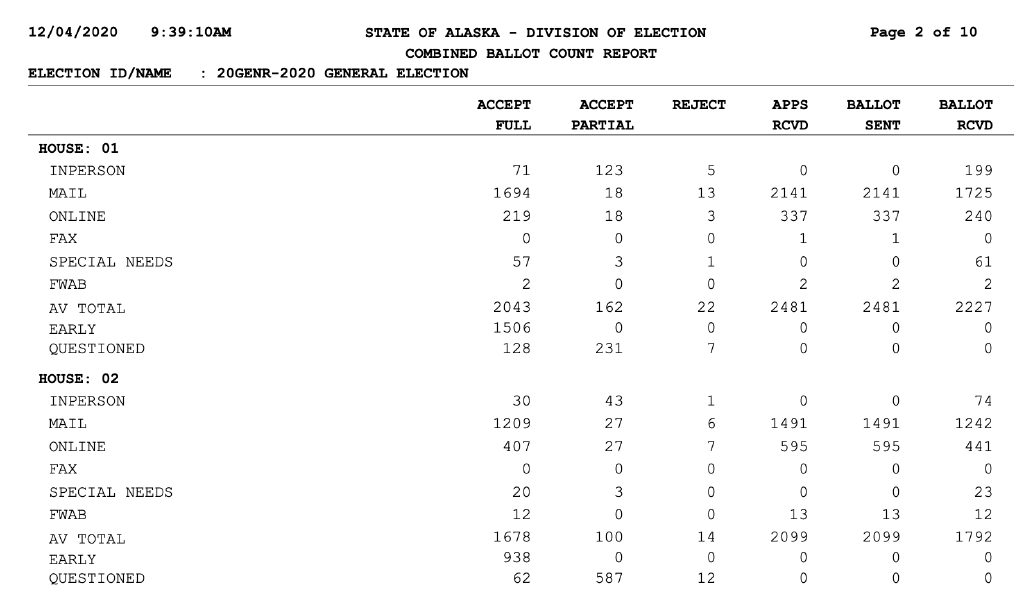 12/04/2020 9:39:10AM STATE OF ALASKA - DIVISION OF ELECTION Page 2 of 10
COMBINED BALLOT COUNT REPORT
ELECTION ID/NAME : 20GENR-2020 GENERAL ELECTION
ACCEPT ACCEPT REJECT APPS BALLOT BALLOT
FULL PARTIAL RCVD SENT RCVD
HOUSE: 01
INPERSON 71 123 5 0 0 199
MAIL 1694 18 13 2141 2141 1725
ONLINE 219 18 3 337 337 240
FAX 0 0 0 1 1 0
SPECIAL NEEDS 57 3 1 0 0 61
FWAB 2 0 0 2 2 2
AV TOTAL 2043 162 22 2481 2481 2227
EARLY 1506 0 0 0 0 0
QUESTIONED 128 231 7 0 0 0
HOUSE: 02
INPERSON 30 43 1 0 0 74
MAIL 1209 27 6 1491 1491 1242
ONLINE 407 27 7 595 595 441
FAX 0 0 0 0 0 0
SPECIAL NEEDS 20 3 0 0 0 23
FWAB 12 0 0 13 13 12
AV TOTAL 1678 100 14 2099 2099 1792
EARLY 938 0 0 0 0 0
QUESTIONED 62 587 12 0 0 0